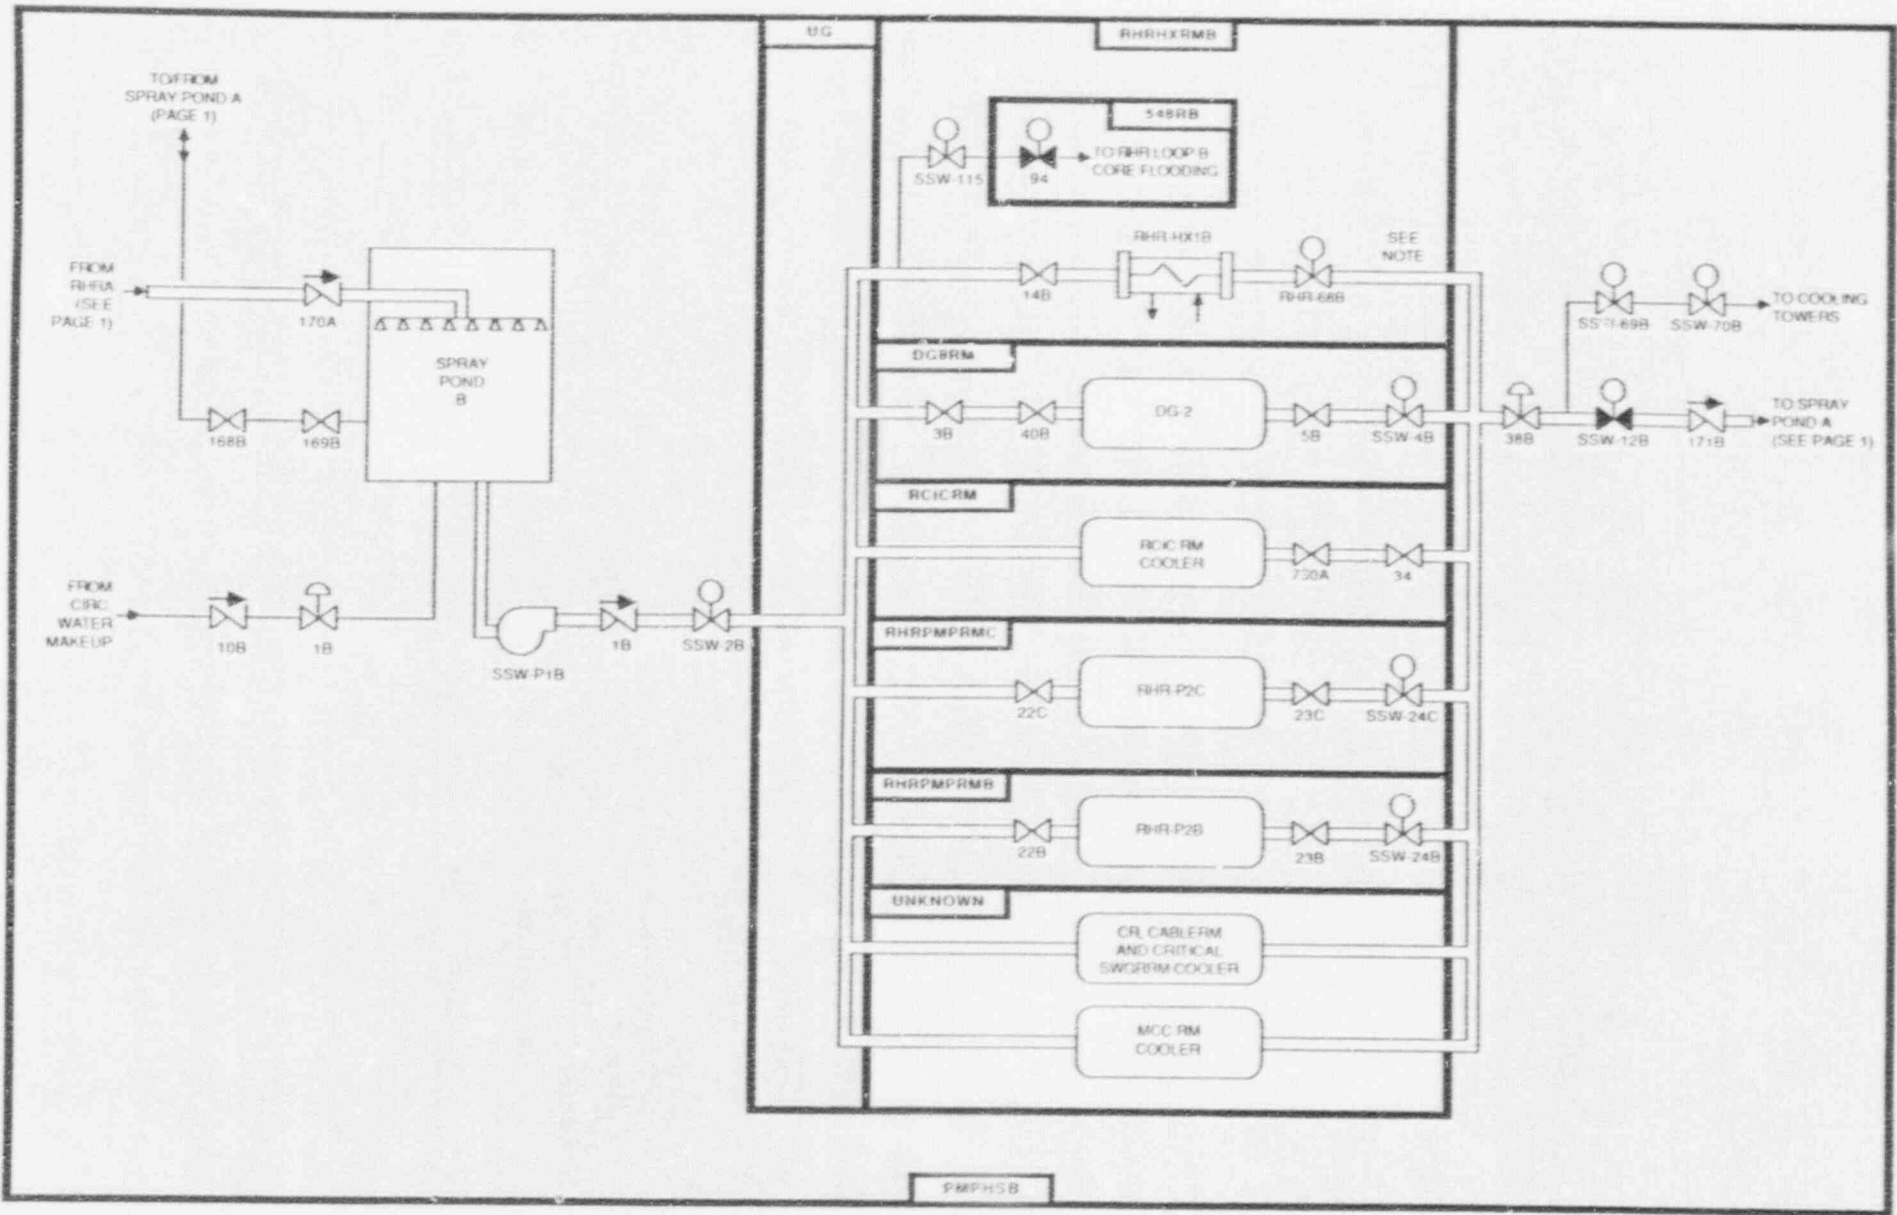 UG
RHRHXRMB
TO/FROM
SPRAY POND A
(PAGE 1)
548RB
TO RHR LOOP B
CORE FLOODING
SSW-115
94
RHR-HX1B
SEE
NOTE
FROM
RHRA
(SEE
PAGE 1)
170A
14B
RHR-68B
TO COOLING
TOWERS
SSW-69B
SSW-70B
SPRAY
POND
B
DGBRM
DG-2
3B
40B
5B
SSW-4B
38B
SSW-12B
171B
TO SPRAY
POND A
(SEE PAGE 1)
168B
169B
RCICRM
RCIC RM
COOLER
34
FROM
CIRC.
WATER
MAKEUP
10B
1B
SSW-P1B
1B
SSW-2B
RHRPMPRMC
RHR-P2C
22C
23C
SSW-24C
RHRPMPRMB
RHR-P2B
22B
23B
SSW-24B
UNKNOWN
CR, CABLERM
AND CRITICAL
SWGRRM COOLER
MCC RM
COOLER
PMPHSB